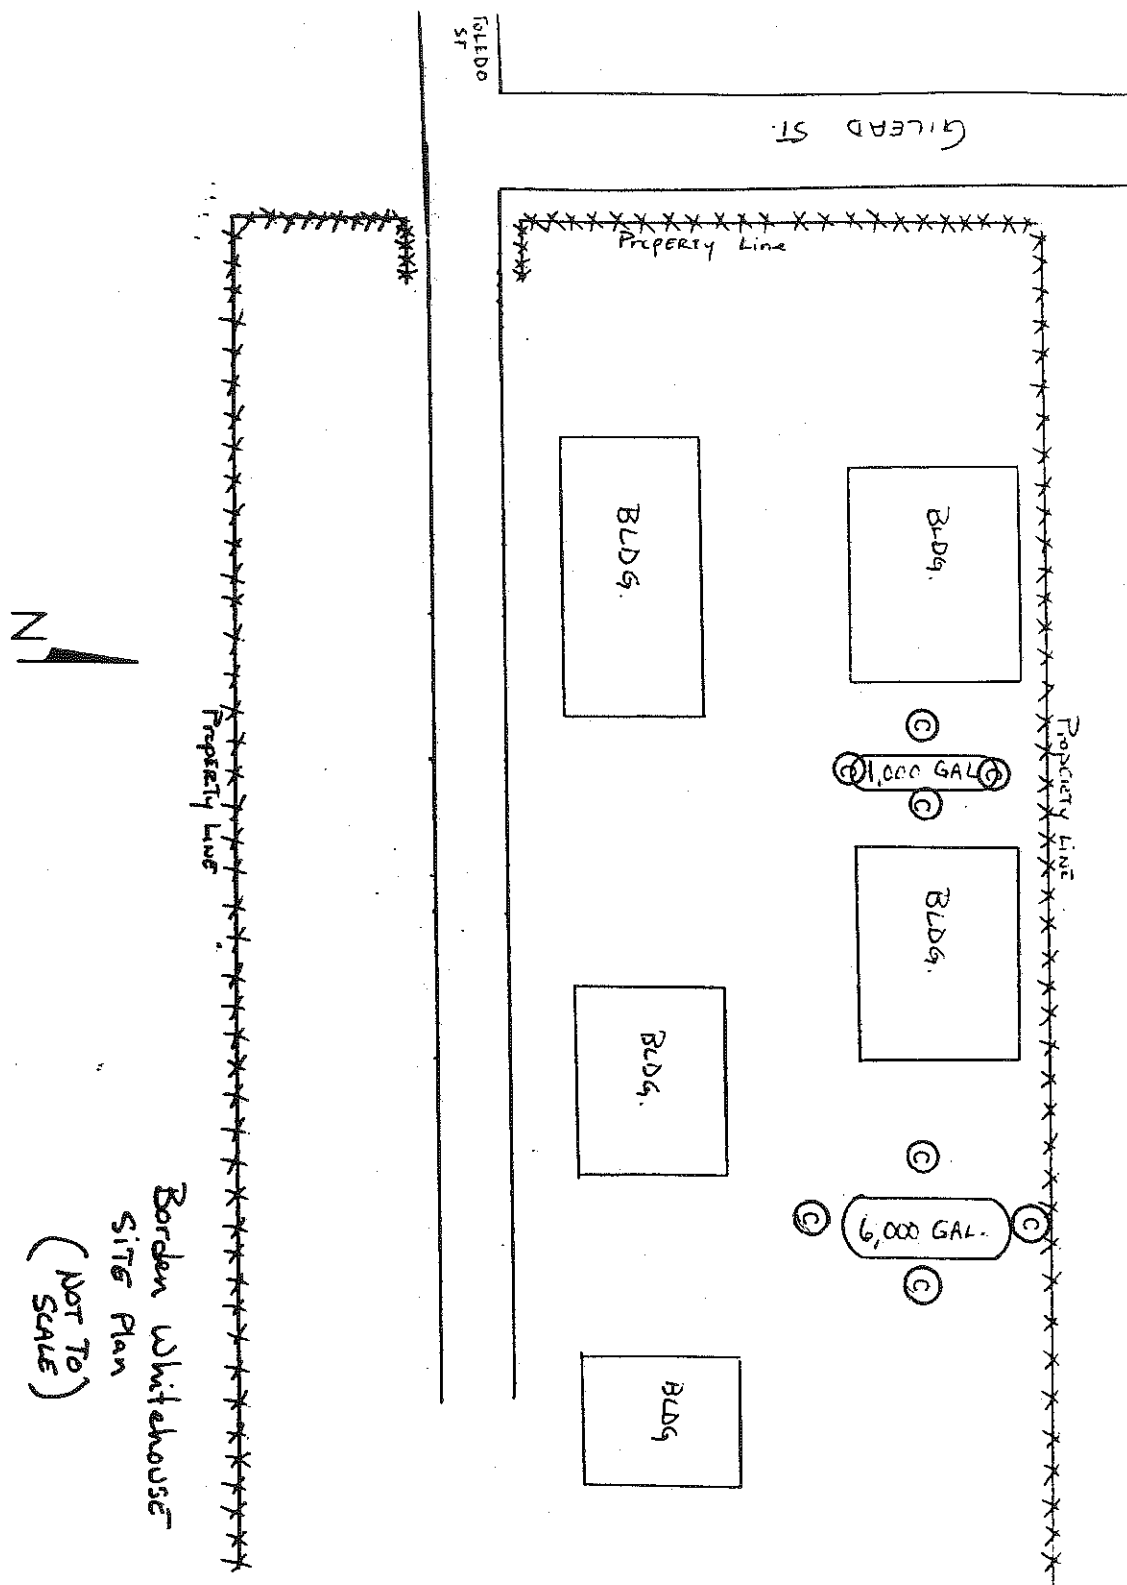 TOLEDO
ST
GILEAD ST.
Property Line
BLDG.
BLDG.
C
C 1,000 GAL C
C
Property Line
BLDG.
BLDG.
C
C 6,000 GAL. C
C
BLDG
N
Property Line
Borden Whitehouse
SITE Plan
(NOT TO
SCALE)